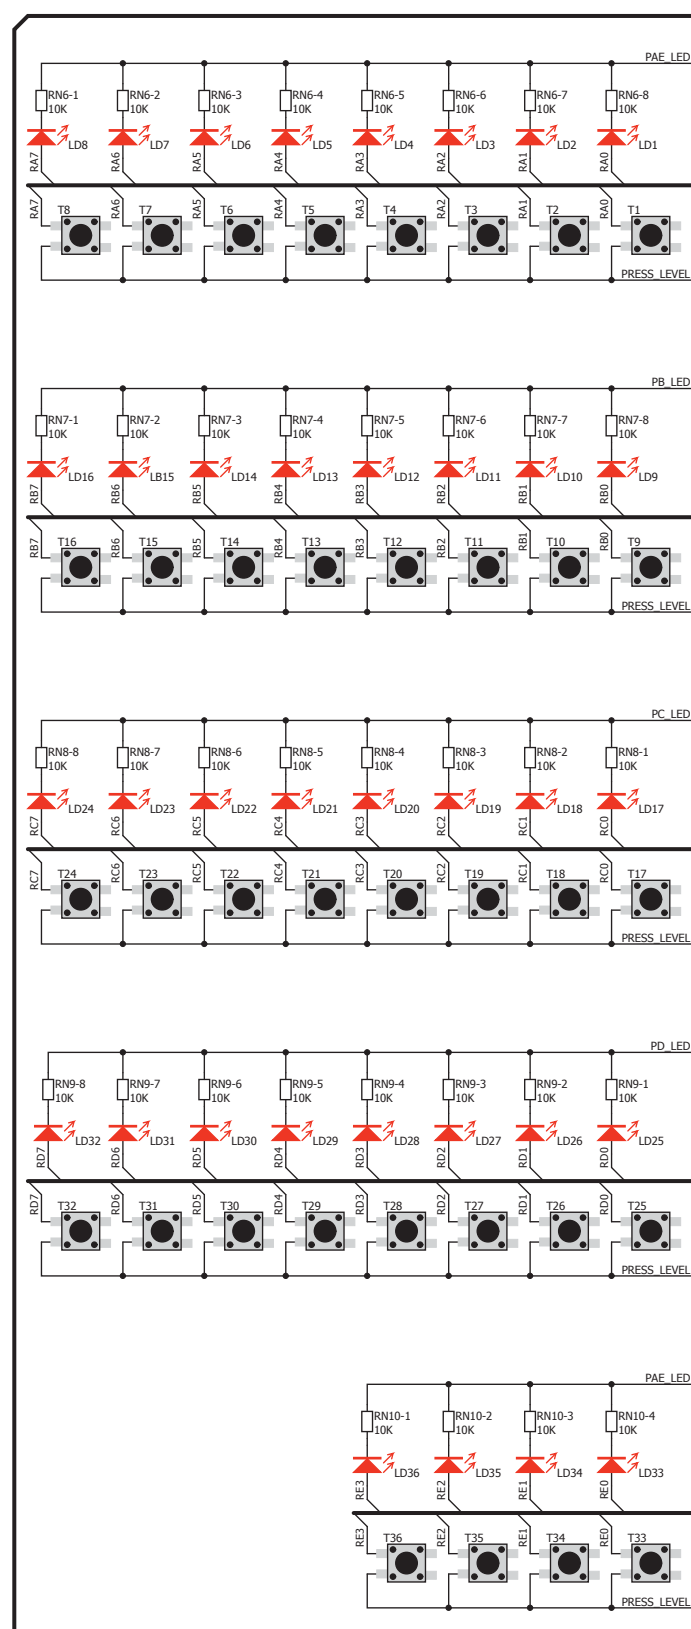 PAE_LED
RN6-1 RN6-2 RN6-3 RN6-4 RN6-5 RN6-6 RN6-7 RN6-8
10K 10K 10K 10K 10K 10K 10K 10K
LD8 LD7 LD6 LD5 LD4 LD3 LD2 LD1
RA7 RA6 RA5 RA4 RA3 RA2 RA1 RA0
RA7 RA6 RA5 RA4 RA3 RA2 RA1 RA0
T8 T7 T6 T5 T4 T3 T2 T1
PRESS_LEVEL
PB_LED
RN7-1 RN7-2 RN7-3 RN7-4 RN7-5 RN7-6 RN7-7 RN7-8
10K 10K 10K 10K 10K 10K 10K 10K
LD16 LB15 LD14 LD13 LD12 LD11 LD10 LD9
RB7 RB6 RB5 RB4 RB3 RB2 RB1 RB0
RB7 RB6 RB5 RB4 RB3 RB2 RB1 RB0
T16 T15 T14 T13 T12 T11 T10 T9
PRESS_LEVEL
PC_LED
RN8-8 RN8-7 RN8-6 RN8-5 RN8-4 RN8-3 RN8-2 RN8-1
10K 10K 10K 10K 10K 10K 10K 10K
LD24 LD23 LD22 LD21 LD20 LD19 LD18 LD17
RC7 RC6 RC5 RC4 RC3 RC2 RC1 RC0
RC7 RC6 RC5 RC4 RC3 RC2 RC1 RC0
T24 T23 T22 T21 T20 T19 T18 T17
PRESS_LEVEL
PD_LED
RN9-8 RN9-7 RN9-6 RN9-5 RN9-4 RN9-3 RN9-2 RN9-1
10K 10K 10K 10K 10K 10K 10K 10K
LD32 LD31 LD30 LD29 LD28 LD27 LD26 LD25
RD7 RD6 RD5 RD4 RD3 RD2 RD1 RD0
RD7 RD6 RD5 RD4 RD3 RD2 RD1 RD0
T32 T31 T30 T29 T28 T27 T26 T25
PRESS_LEVEL
PAE_LED
RN10-1 RN10-2 RN10-3 RN10-4
10K 10K 10K 10K
LD36 LD35 LD34 LD33
RE3 RE2 RE1 RE0
RE3 RE2 RE1 RE0
T36 T35 T34 T33
PRESS_LEVEL